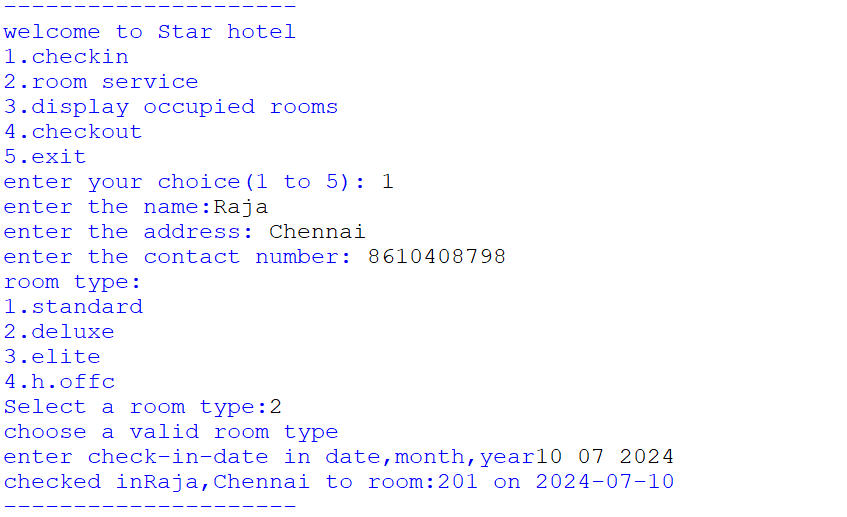 ---------------------
welcome to Star hotel
1.checkin
2.room service
3.display occupied rooms
4.checkout
5.exit
enter your choice(1 to 5): 1
enter the name:Raja
enter the address: Chennai
enter the contact number: 8610408798
room type:
1.standard
2.deluxe
3.elite
4.h.offc
Select a room type:2
choose a valid room type
enter check-in-date in date,month,year10 07 2024
checked inRaja,Chennai to room:201 on 2024-07-10
---------------------